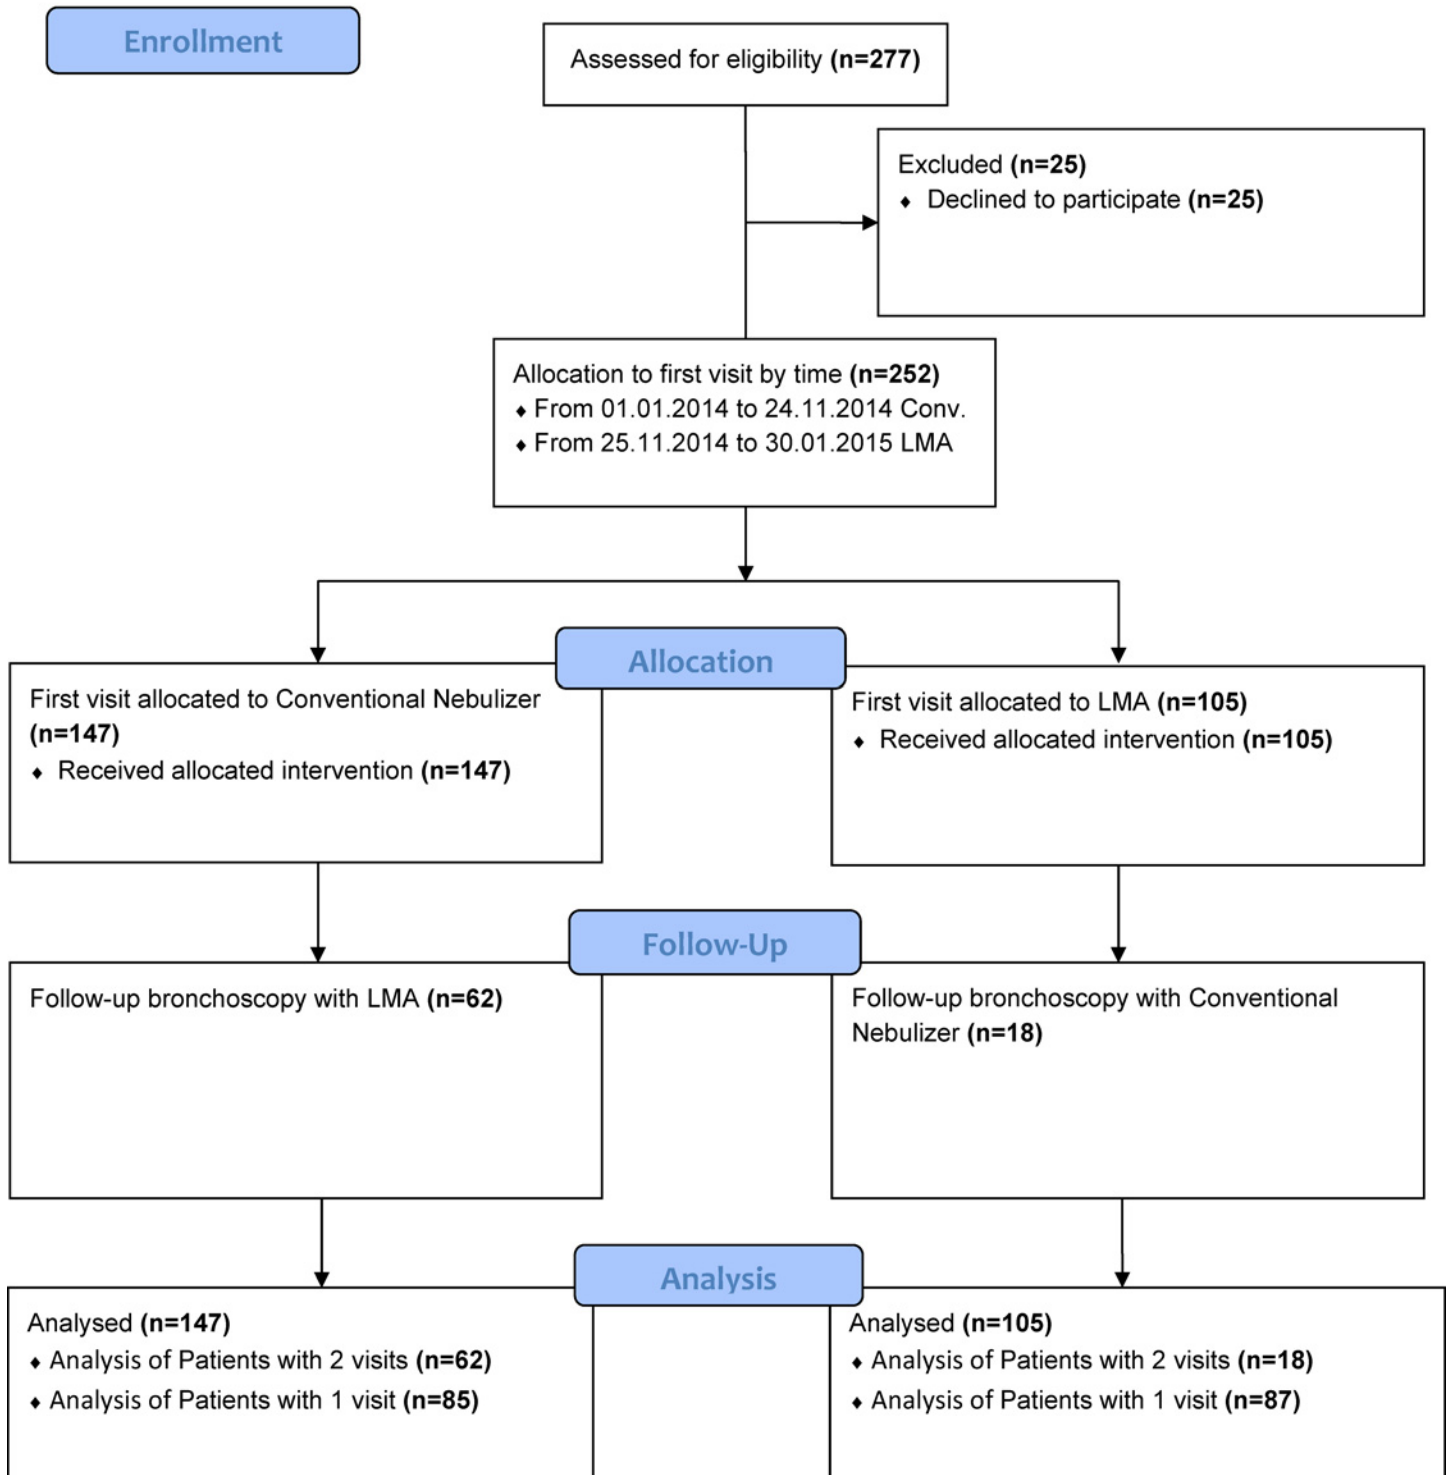 Enrollment
Assessed for eligibility (n=277)
Excluded (n=25)
♦ Declined to participate (n=25)
Allocation to first visit by time (n=252)
♦ From 01.01.2014 to 24.11.2014 Conv.
♦ From 25.11.2014 to 30.01.2015 LMA
Allocation
First visit allocated to Conventional Nebulizer
(n=147)
♦ Received allocated intervention (n=147)
First visit allocated to LMA (n=105)
♦ Received allocated intervention (n=105)
Follow-Up
Follow-up bronchoscopy with LMA (n=62)
Follow-up bronchoscopy with Conventional
Nebulizer (n=18)
Analysis
Analysed (n=147)
♦ Analysis of Patients with 2 visits (n=62)
♦ Analysis of Patients with 1 visit (n=85)
Analysed (n=105)
♦ Analysis of Patients with 2 visits (n=18)
♦ Analysis of Patients with 1 visit (n=87)